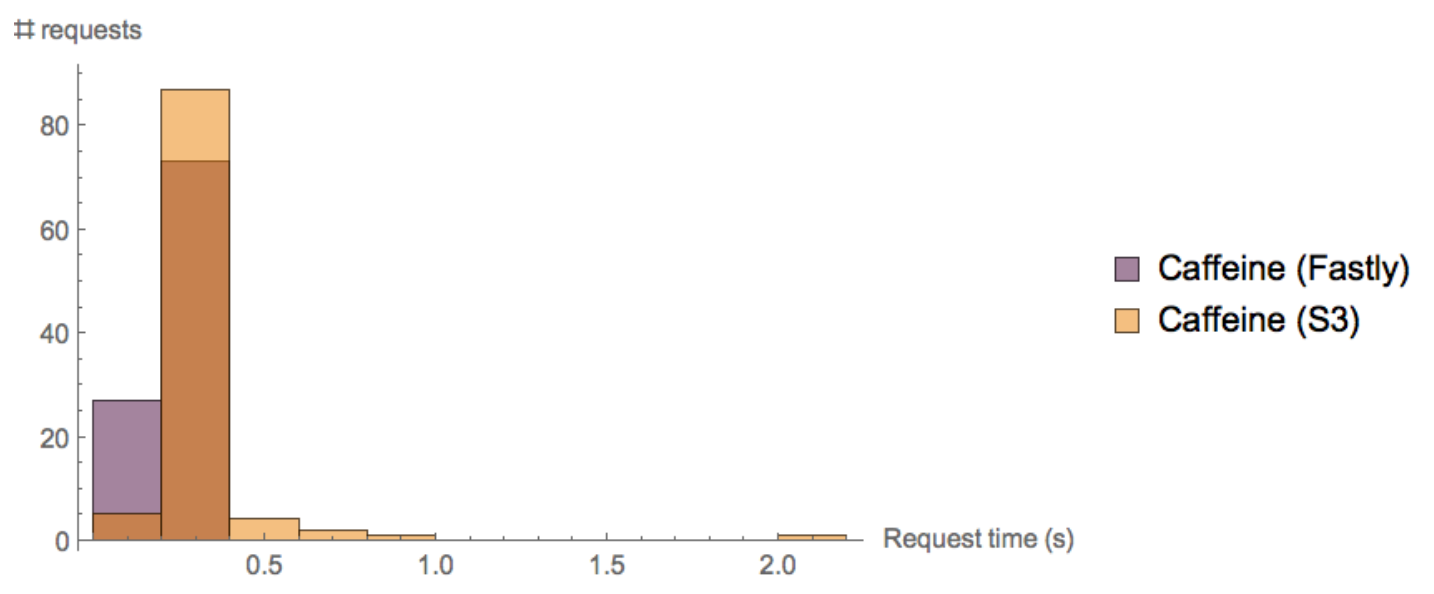 # requests
80
60
40
20
0
0.5 1.0 1.5 2.0
Request time (s)
Caffeine (Fastly)
Caffeine (S3)